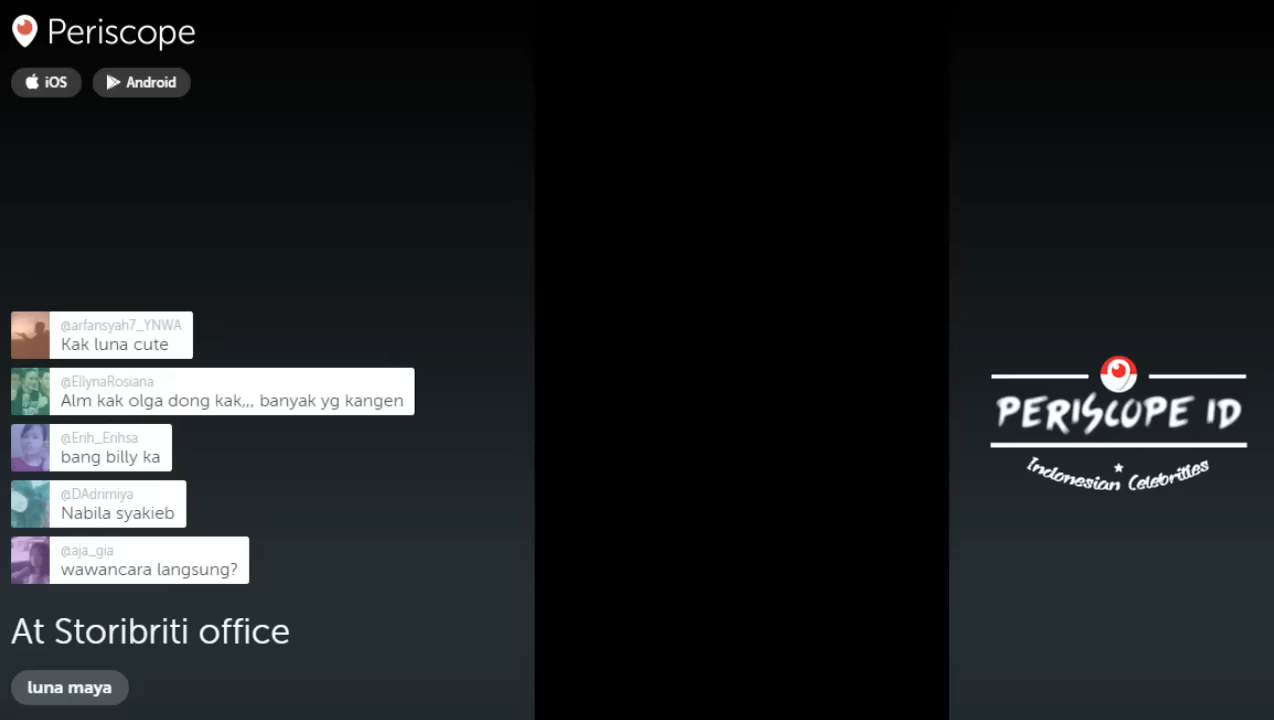 Periscope
iOS
Android
@arfansyah7_YNWA
Kak luna cute
@EllynaRosiana
Alm kak olga dong kak,,, banyak yg kangen
@Erih_Erihsa
bang billy ka
@DAdrimiya
Nabila syakieb
@aja_gia
wawancara langsung?
At Storibriti office
luna maya
PERISCOPE ID
Indonesian Celebrities